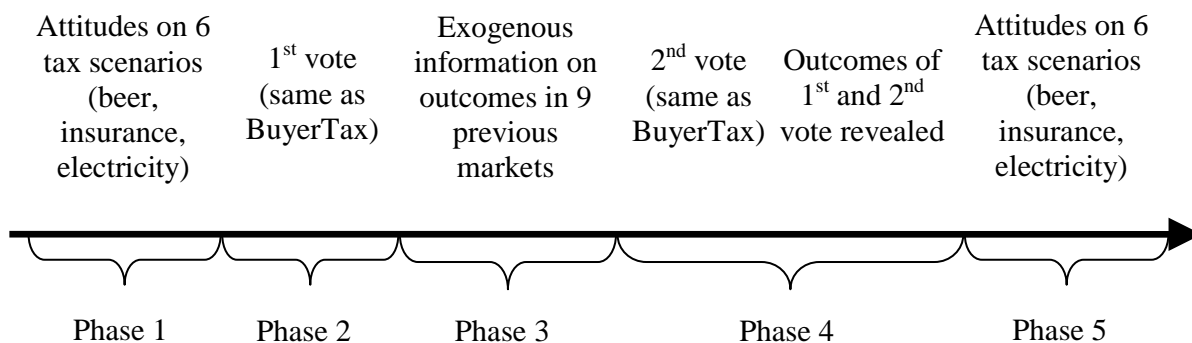 Attitudes on 6
tax scenarios
(beer,
insurance,
electricity)
1st vote
(same as
BuyerTax)
Exogenous
information on
outcomes in 9
previous
markets
2nd vote
(same as
BuyerTax)
Outcomes of
1st and 2nd
vote revealed
Attitudes on 6
tax scenarios
(beer,
insurance,
electricity)
Phase 1
Phase 2
Phase 3
Phase 4
Phase 5